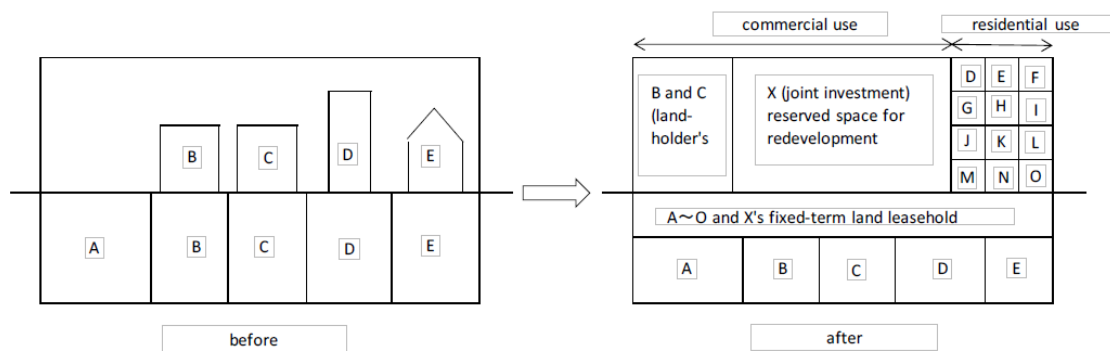 commercial use
residential use
B
C
D
E
A
B
C
D
E
before
B and C
(land-
holder's
X (joint investment)
reserved space for
redevelopment
D
E
F
G
H
I
J
K
L
M
N
O
A～O and X's fixed-term land leasehold
A
B
C
D
E
after